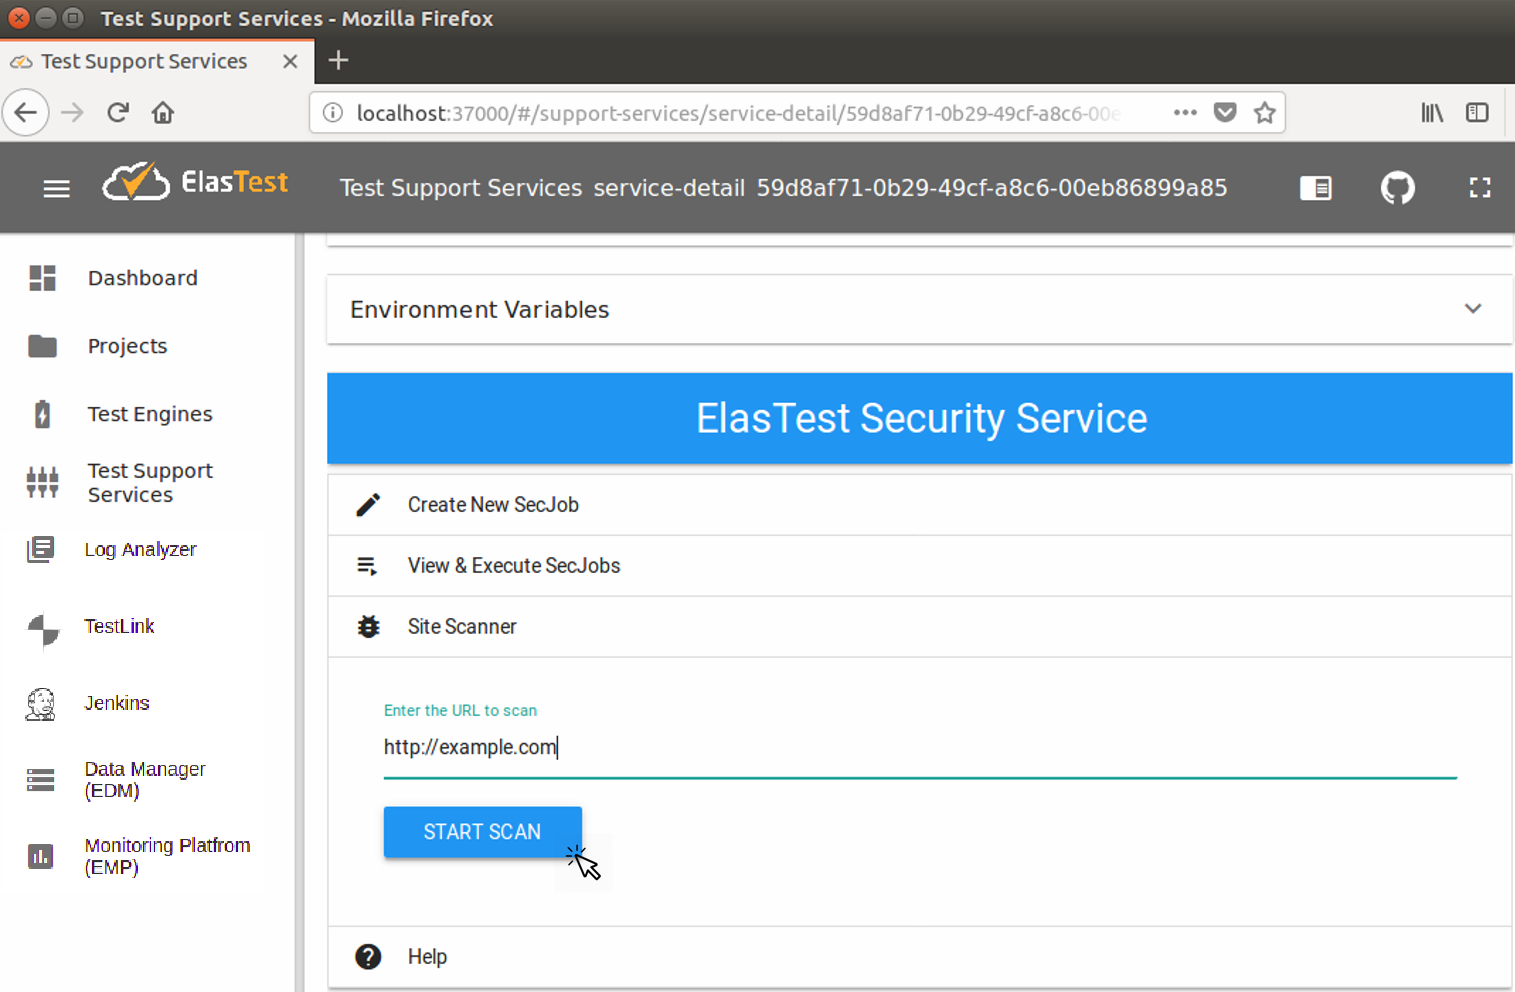 Test Support Services - Mozilla Firefox
Test Support Services
localhost:37000/#/support-services/service-detail/59d8af71-0b29-49cf-a8c6-00e
ElasTest
Test Support Services service-detail 59d8af71-0b29-49cf-a8c6-00eb86899a85
Dashboard
Projects
Test Engines
Test Support
Services
Log Analyzer
TestLink
Jenkins
Data Manager
(EDM)
Monitoring Platfrom
(EMP)
Environment Variables
ElasTest Security Service
Create New SecJob
View & Execute SecJobs
Site Scanner
Enter the URL to scan
http://example.com
START SCAN
Help